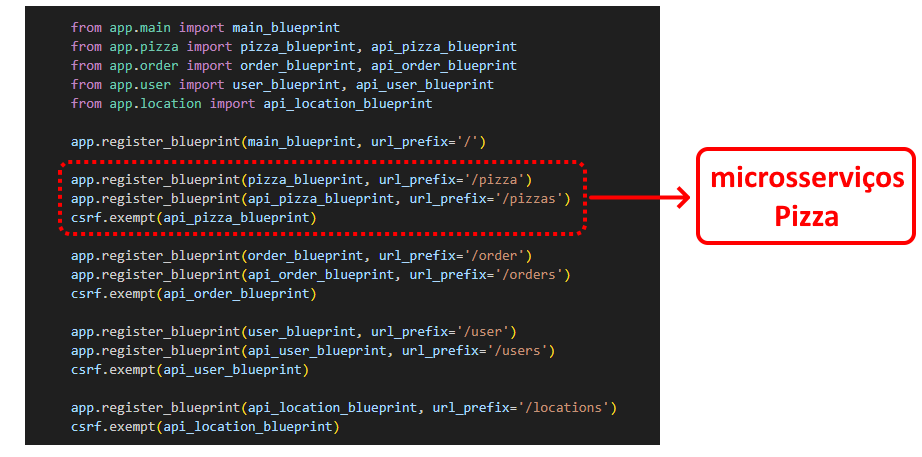 from app.main import main_blueprint
from app.pizza import pizza_blueprint, api_pizza_blueprint
from app.order import order_blueprint, api_order_blueprint
from app.user import user_blueprint, api_user_blueprint
from app.location import api_location_blueprint
app.register_blueprint(main_blueprint, url_prefix='/')
app.register_blueprint(pizza_blueprint, url_prefix='/pizza')
app.register_blueprint(api_pizza_blueprint, url_prefix='/pizzas')
csrf.exempt(api_pizza_blueprint)
microsserviços
Pizza
app.register_blueprint(order_blueprint, url_prefix='/order')
app.register_blueprint(api_order_blueprint, url_prefix='/orders')
csrf.exempt(api_order_blueprint)
app.register_blueprint(user_blueprint, url_prefix='/user')
app.register_blueprint(api_user_blueprint, url_prefix='/users')
csrf.exempt(api_user_blueprint)
app.register_blueprint(api_location_blueprint, url_prefix='/locations')
csrf.exempt(api_location_blueprint)